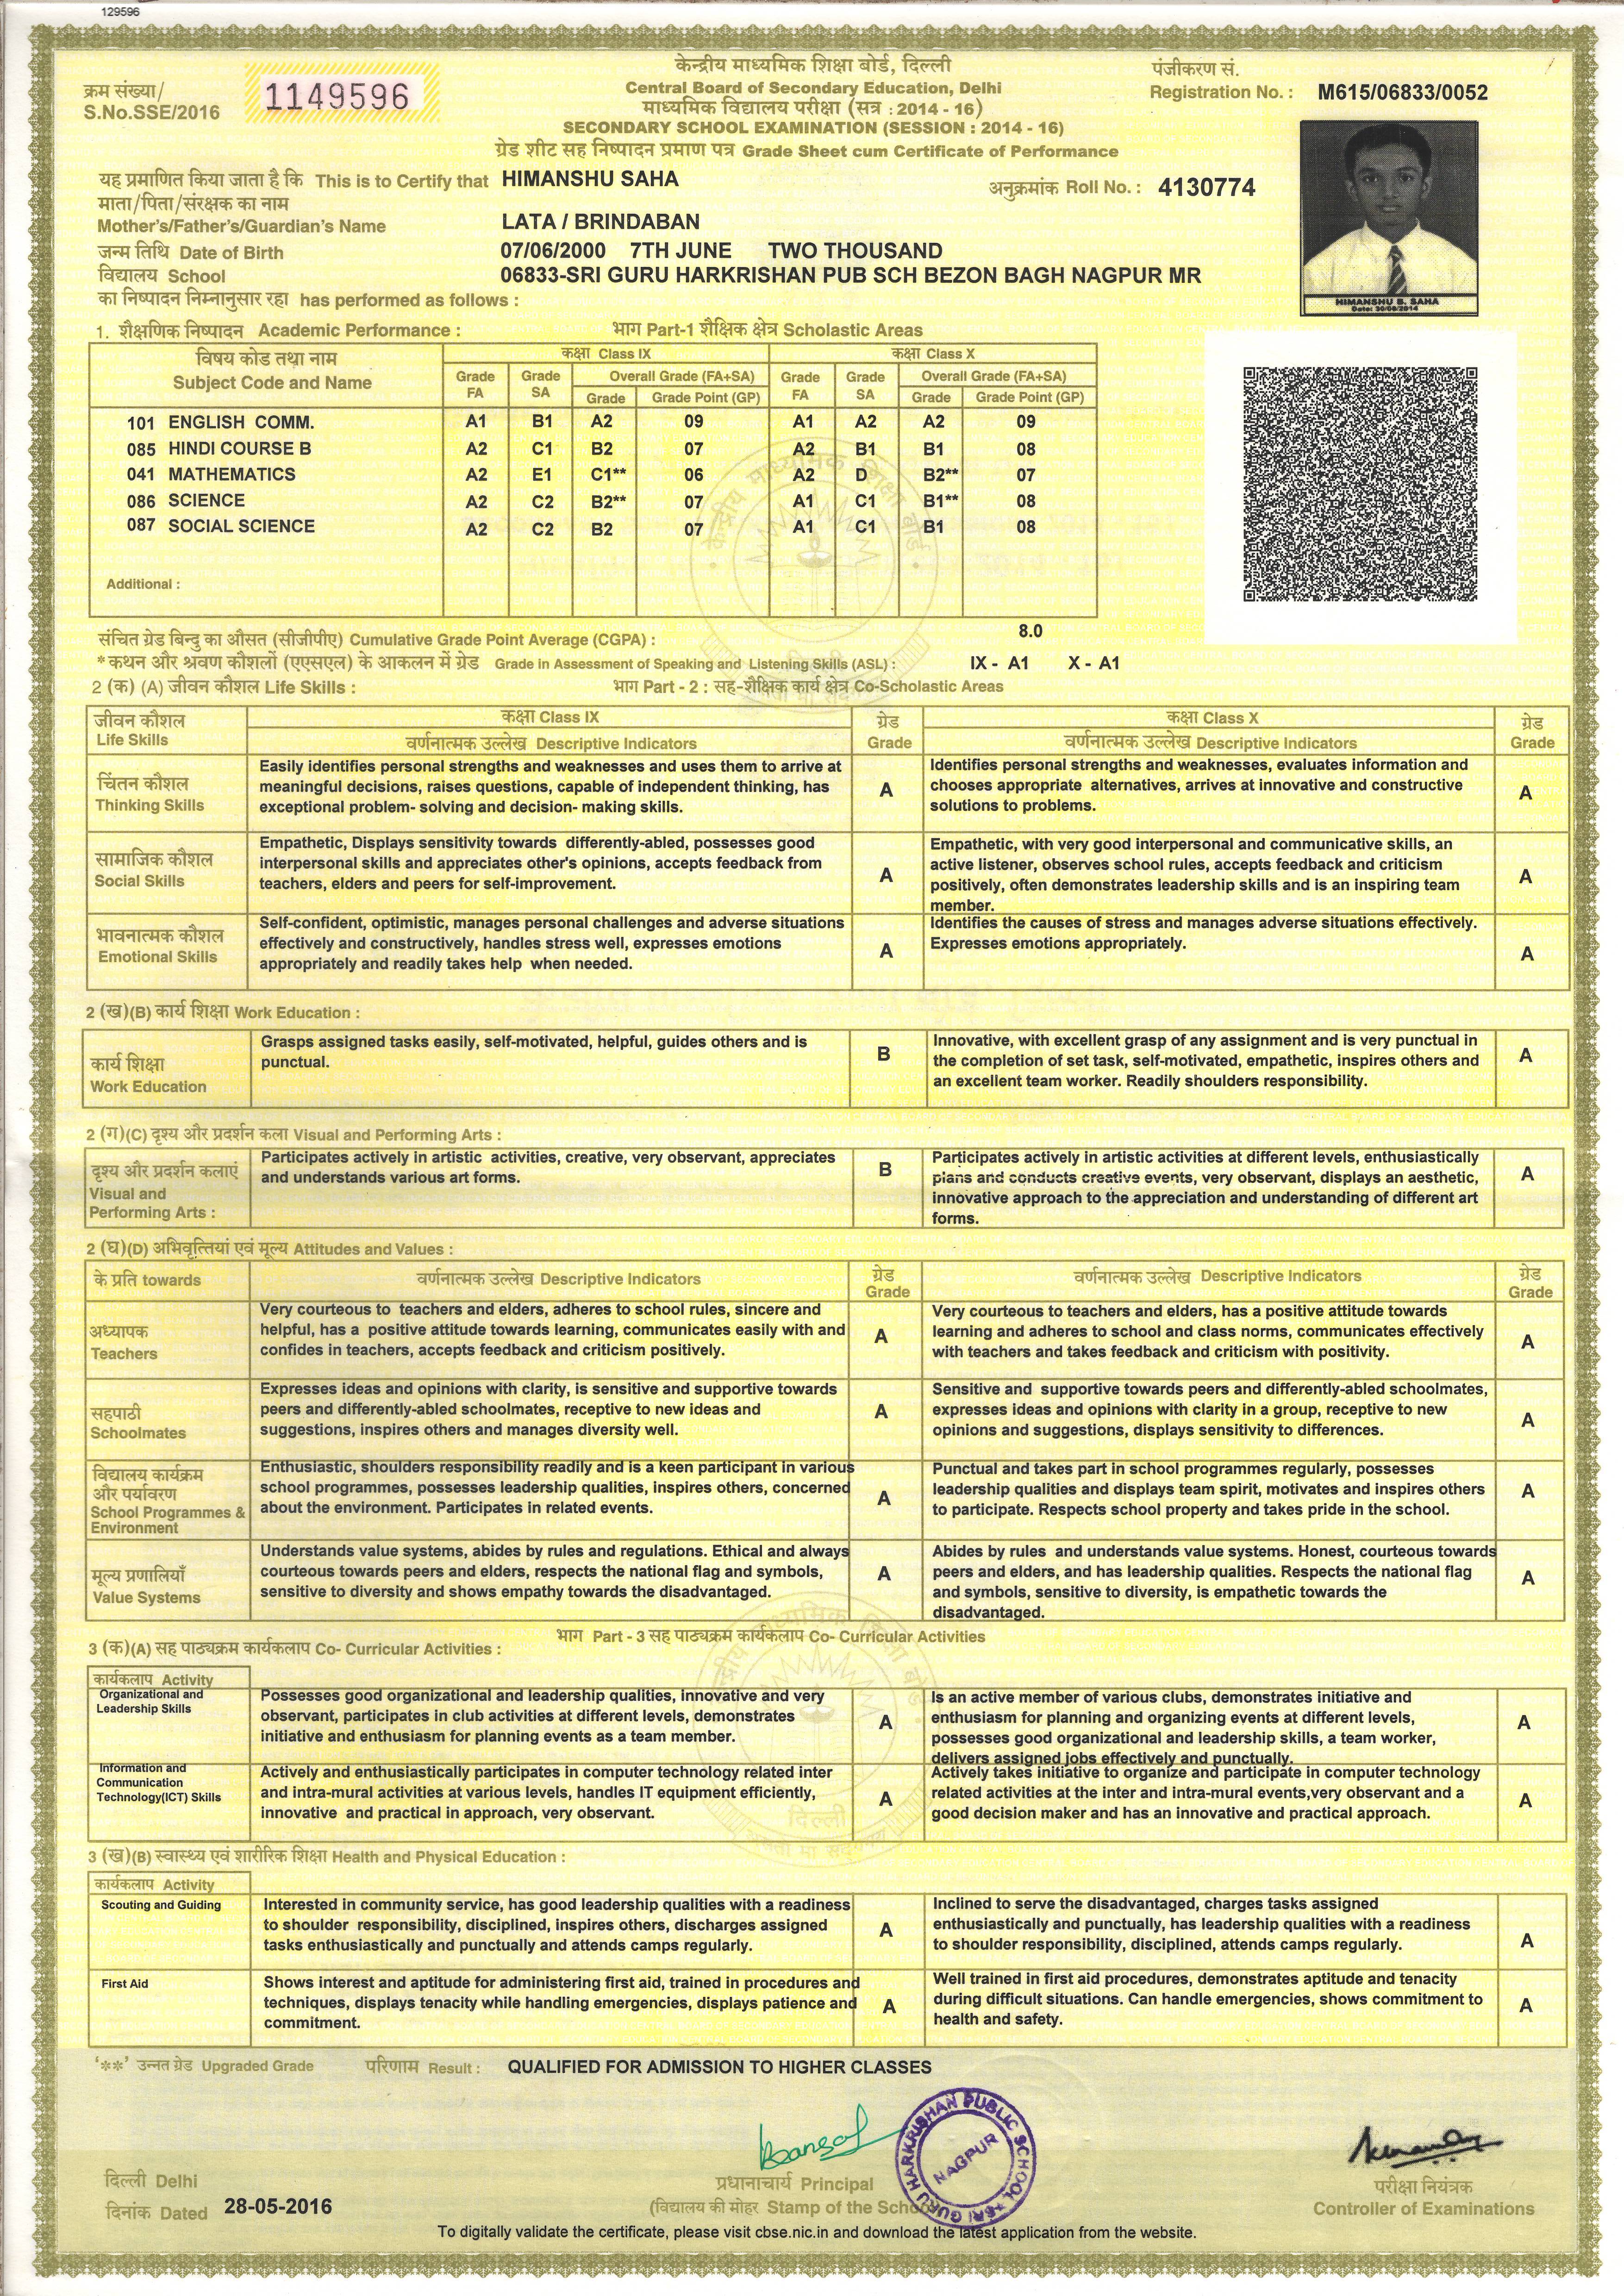 129596
क्रम संख्या/
S.No.SSE/2016
1149596
केन्द्रीय माध्यमिक शिक्षा बोर्ड, दिल्ली
Central Board of Secondary Education, Delhi
माध्यमिक विद्यालय परीक्षा (सत्र : 2014 - 16)
SECONDARY SCHOOL EXAMINATION (SESSION : 2014 - 16)
ग्रेड शीट सह निष्पादन प्रमाण पत्र Grade Sheet cum Certificate of Performance
पंजीकरण सं.
Registration No. : M615/06833/0052
यह प्रमाणित किया जाता है कि This is to Certify that HIMANSHU SAHA
अनुक्रमांक Roll No. : 4130774
माता/पिता/संरक्षक का नाम
Mother's/Father's/Guardian's Name LATA / BRINDABAN
जन्म तिथि Date of Birth 07/06/2000 7TH JUNE TWO THOUSAND
विद्यालय School 06833-SRI GURU HARKRISHAN PUB SCH BEZON BAGH NAGPUR MR
का निष्पादन निम्नानुसार रहा has performed as follows :
HIMANSHU B. SAHA
Date: 30/06/2014
1. शैक्षणिक निष्पादन Academic Performance : भाग Part-1 शैक्षिक क्षेत्र Scholastic Areas
विषय कोड तथा नाम
Subject Code and Name
कक्षा Class IX कक्षा Class X
Grade FA Grade SA Overall Grade (FA+SA) Grade FA Grade SA Overall Grade (FA+SA)
Grade Grade Point (GP) Grade Grade Point (GP)
101 ENGLISH COMM. A1 B1 A2 09 A1 A2 A2 09
085 HINDI COURSE B A2 C1 B2 07 A2 B1 B1 08
041 MATHEMATICS A2 E1 C1** 06 A2 D B2** 07
086 SCIENCE A2 C2 B2** 07 A1 C1 B1** 08
087 SOCIAL SCIENCE A2 C2 B2 07 A1 C1 B1 08
Additional :
संचित ग्रेड बिन्दु का औसत (सीजीपीए) Cumulative Grade Point Average (CGPA) : 8.0
*कथन और श्रवण कौशलों (एएसएल) के आकलन में ग्रेड Grade in Assessment of Speaking and Listening Skills (ASL) : IX - A1 X - A1
2 (क) (A) जीवन कौशल Life Skills : भाग Part - 2 : सह-शैक्षिक कार्य क्षेत्र Co-Scholastic Areas
जीवन कौशल
Life Skills
कक्षा Class IX
वर्णनात्मक उल्लेख Descriptive Indicators
ग्रेड
Grade
कक्षा Class X
वर्णनात्मक उल्लेख Descriptive Indicators
ग्रेड
Grade
चिंतन कौशल
Thinking Skills
Easily identifies personal strengths and weaknesses and uses them to arrive at
meaningful decisions, raises questions, capable of independent thinking, has
exceptional problem- solving and decision- making skills.
A
Identifies personal strengths and weaknesses, evaluates information and
chooses appropriate alternatives, arrives at innovative and constructive
solutions to problems.
A
सामाजिक कौशल
Social Skills
Empathetic, Displays sensitivity towards differently-abled, possesses good
interpersonal skills and appreciates other's opinions, accepts feedback from
teachers, elders and peers for self-improvement.
A
Empathetic, with very good interpersonal and communicative skills, an
active listener, observes school rules, accepts feedback and criticism
positively, often demonstrates leadership skills and is an inspiring team
member.
A
भावनात्मक कौशल
Emotional Skills
Self-confident, optimistic, manages personal challenges and adverse situations
effectively and constructively, handles stress well, expresses emotions
appropriately and readily takes help when needed.
A
Identifies the causes of stress and manages adverse situations effectively.
Expresses emotions appropriately.
A
2 (ख)(B) कार्य शिक्षा Work Education :
कार्य शिक्षा
Work Education
Grasps assigned tasks easily, self-motivated, helpful, guides others and is
punctual.
B
Innovative, with excellent grasp of any assignment and is very punctual in
the completion of set task, self-motivated, empathetic, inspires others and
an excellent team worker. Readily shoulders responsibility.
A
2 (ग)(C) दृश्य और प्रदर्शन कला Visual and Performing Arts :
दृश्य और प्रदर्शन कलाएं
Visual and
Performing Arts :
Participates actively in artistic activities, creative, very observant, appreciates
and understands various art forms.
B
Participates actively in artistic activities at different levels, enthusiastically
plans and conducts creative events, very observant, displays an aesthetic,
innovative approach to the appreciation and understanding of different art
forms.
A
2 (घ)(D) अभिवृत्तियां एवं मूल्य Attitudes and Values :
के प्रति towards
वर्णनात्मक उल्लेख Descriptive Indicators
ग्रेड
Grade
वर्णनात्मक उल्लेख Descriptive Indicators
ग्रेड
Grade
अध्यापक
Teachers
Very courteous to teachers and elders, adheres to school rules, sincere and
helpful, has a positive attitude towards learning, communicates easily with and
confides in teachers, accepts feedback and criticism positively.
A
Very courteous to teachers and elders, has a positive attitude towards
learning and adheres to school and class norms, communicates effectively
with teachers and takes feedback and criticism with positivity.
A
सहपाठी
Schoolmates
Expresses ideas and opinions with clarity, is sensitive and supportive towards
peers and differently-abled schoolmates, receptive to new ideas and
suggestions, inspires others and manages diversity well.
A
Sensitive and supportive towards peers and differently-abled schoolmates,
expresses ideas and opinions with clarity in a group, receptive to new
opinions and suggestions, displays sensitivity to differences.
A
विद्यालय कार्यक्रम
और पर्यावरण
School Programmes &
Environment
Enthusiastic, shoulders responsibility readily and is a keen participant in various
school programmes, possesses leadership qualities, inspires others, concerned
about the environment. Participates in related events.
A
Punctual and takes part in school programmes regularly, possesses
leadership qualities and displays team spirit, motivates and inspires others
to participate. Respects school property and takes pride in the school.
A
मूल्य प्रणालियाँ
Value Systems
Understands value systems, abides by rules and regulations. Ethical and always
courteous towards peers and elders, respects the national flag and symbols,
sensitive to diversity and shows empathy towards the disadvantaged.
A
Abides by rules and understands value systems. Honest, courteous towards
peers and elders, and has leadership qualities. Respects the national flag
and symbols, sensitive to diversity, is empathetic towards the
disadvantaged.
A
भाग Part - 3 सह पाठ्यक्रम कार्यकलाप Co- Curricular Activities
3 (क)(A) सह पाठ्यक्रम कार्यकलाप Co- Curricular Activities :
कार्यकलाप Activity
Organizational and
Leadership Skills
Possesses good organizational and leadership qualities, innovative and very
observant, participates in club activities at different levels, demonstrates
initiative and enthusiasm for planning events as a team member.
A
Is an active member of various clubs, demonstrates initiative and
enthusiasm for planning and organizing events at different levels,
possesses good organizational and leadership skills, a team worker,
delivers assigned jobs effectively and punctually.
A
Information and
Communication
Technology(ICT) Skills
Actively and enthusiastically participates in computer technology related inter
and intra-mural activities at various levels, handles IT equipment efficiently,
innovative and practical in approach, very observant.
A
Actively takes initiative to organize and participate in computer technology
related activities at the inter and intra-mural events,very observant and a
good decision maker and has an innovative and practical approach.
A
3 (ख)(B) स्वास्थ्य एवं शारीरिक शिक्षा Health and Physical Education :
कार्यकलाप Activity
Scouting and Guiding
Interested in community service, has good leadership qualities with a readiness
to shoulder responsibility, disciplined, inspires others, discharges assigned
tasks enthusiastically and punctually and attends camps regularly.
A
Inclined to serve the disadvantaged, charges tasks assigned
enthusiastically and punctually, has leadership qualities with a readiness
to shoulder responsibility, disciplined, attends camps regularly.
A
First Aid
Shows interest and aptitude for administering first aid, trained in procedures and
techniques, displays tenacity while handling emergencies, displays patience and
commitment.
A
Well trained in first aid procedures, demonstrates aptitude and tenacity
during difficult situations. Can handle emergencies, shows commitment to
health and safety.
A
'**' उन्नत ग्रेड Upgraded Grade परिणाम Result : QUALIFIED FOR ADMISSION TO HIGHER CLASSES
SRI GURU HARKRISHAN PUBLIC SCHOOL
NAGPUR
दिल्ली Delhi
प्रधानाचार्य Principal
परीक्षा नियंत्रक
दिनांक Dated 28-05-2016
(विद्यालय की मोहर Stamp of the School
Controller of Examinations
To digitally validate the certificate, please visit cbse.nic.in and download the latest application from the website.